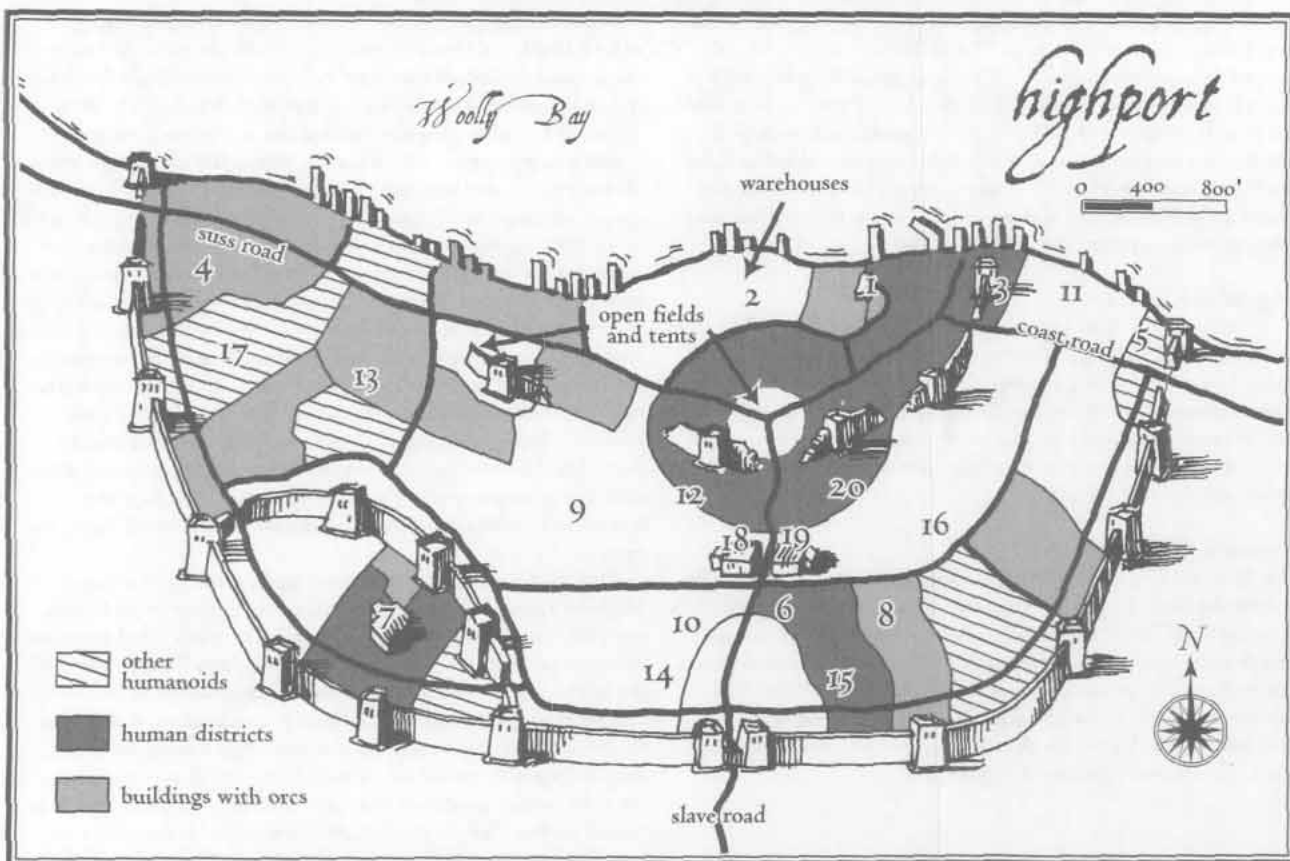 highport
Woolly Bay
0 400 800'
warehouses
suss road
4
2
1
3
11
open fields
and tents
coast road
5
17
13
12
20
9
16
18
19
7
6
8
10
14
15
N
other
humanoids
human districts
buildings with orcs
slave road